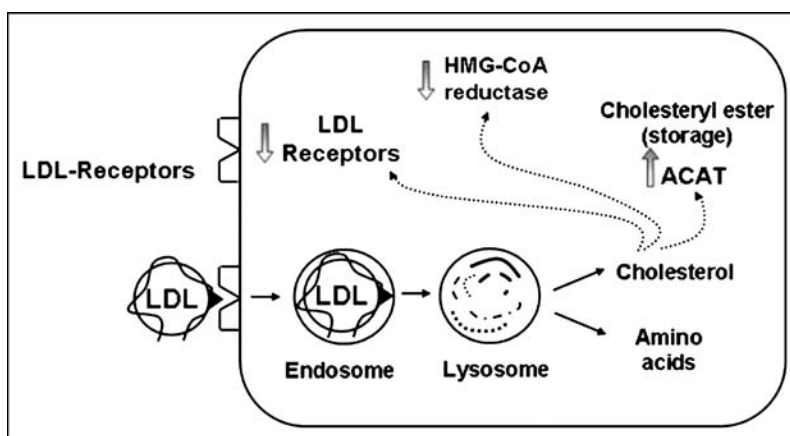 HMG-CoA
reductase
LDL
Receptors
Cholesteryl ester
(storage)
ACAT
LDL-Receptors
LDL
LDL
Cholesterol
Endosome
Lysosome
Amino
acids